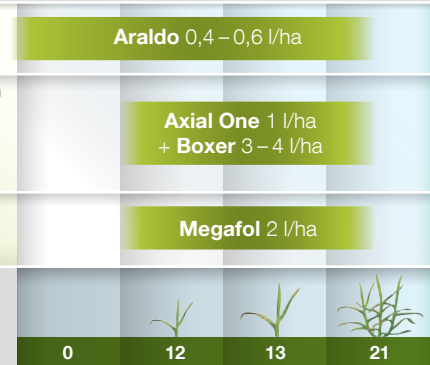 Araldo 0,4 – 0,6 l/ha
Axial One 1 l/ha
+ Boxer 3 – 4 l/ha
Megafol 2 l/ha
0 12 13 21